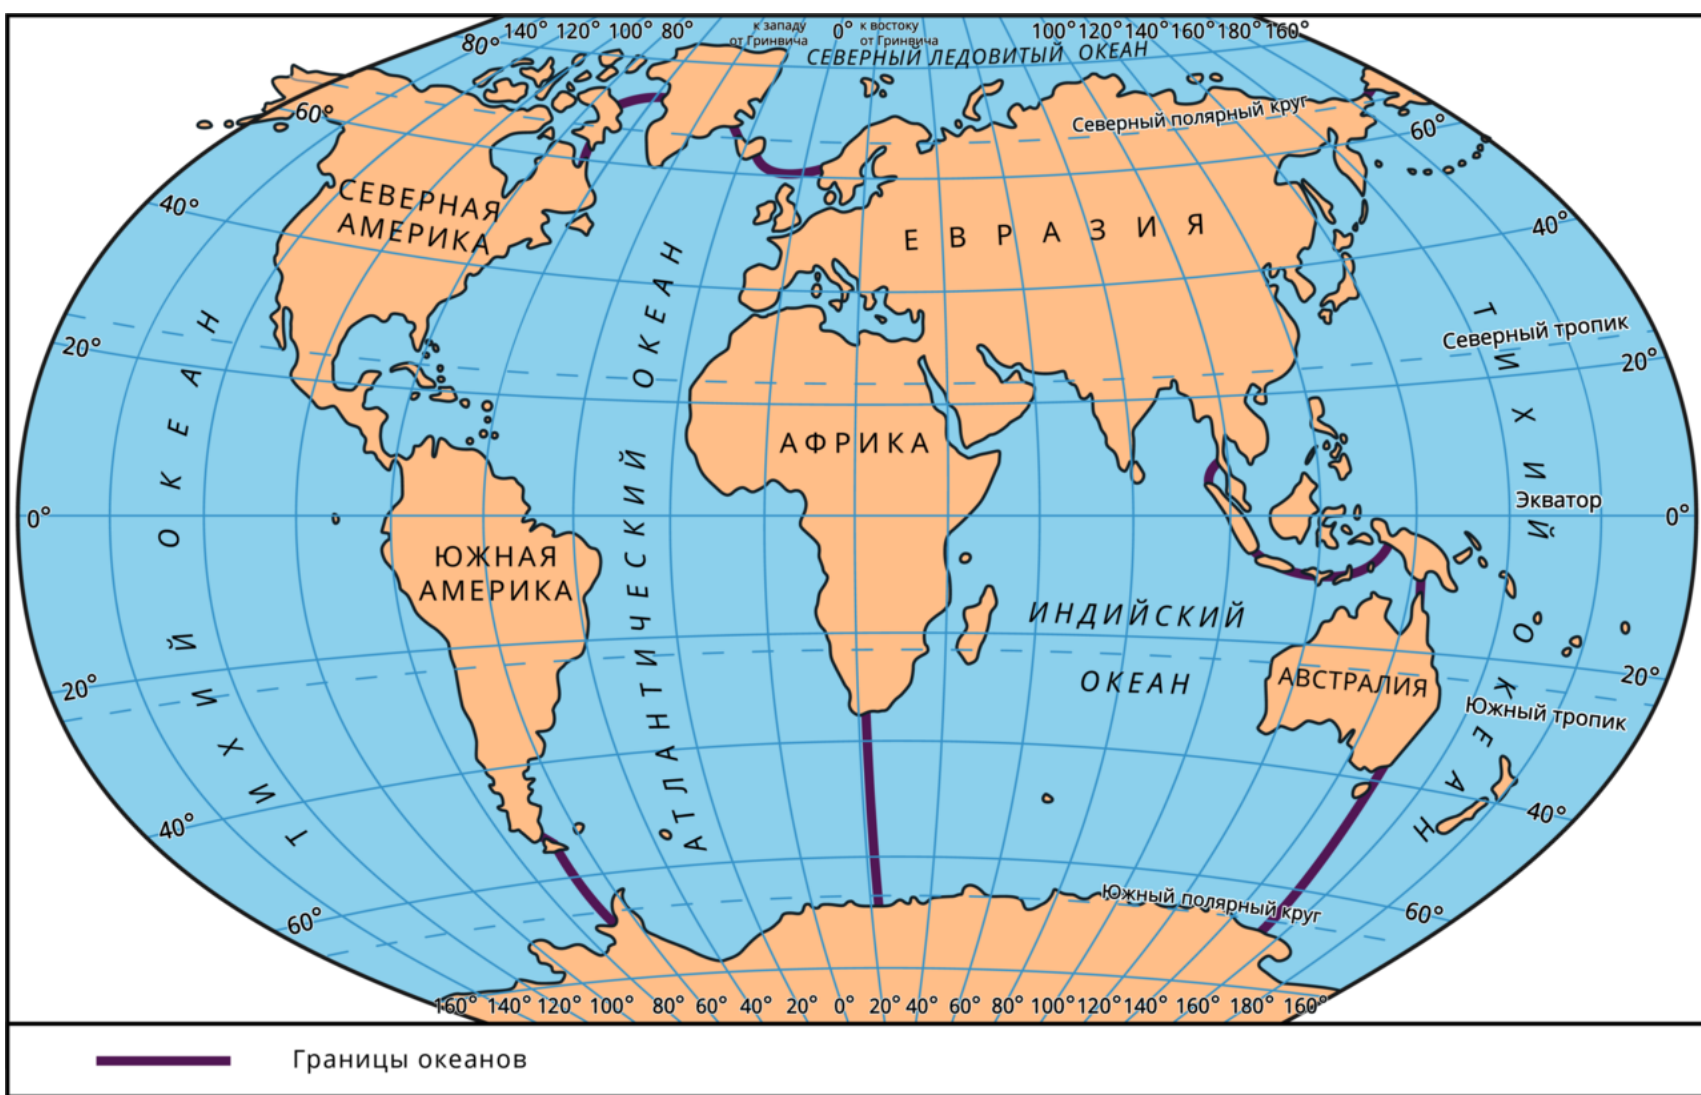 140° 120° 100° 80° к западу 0° к востоку 100° 120° 140° 160° 180° 160°
от Гринвича от Гринвича
80° СЕВЕРНЫЙ ЛЕДОВИТЫЙ ОКЕАН
60° Северный полярный круг 60°
СЕВЕРНАЯ
АМЕРИКА
ЕВРАЗИЯ
40° 40°
Северный тропик
20° 20°
АФРИКА
Экватор
0° 0°
ТИХИЙ ОКЕАН
АТЛАНТИЧЕСКИЙ ОКЕАН
ТИХИЙ ОКЕАН
ЮЖНАЯ
АМЕРИКА
ИНДИЙСКИЙ
ОКЕАН
АВСТРАЛИЯ
20° 20°
Южный тропик
40° 40°
Южный полярный круг
60° 60°
160° 140° 120° 100° 80° 60° 40° 20° 0° 20° 40° 60° 80° 100° 120° 140° 160° 180° 160°
Границы океанов